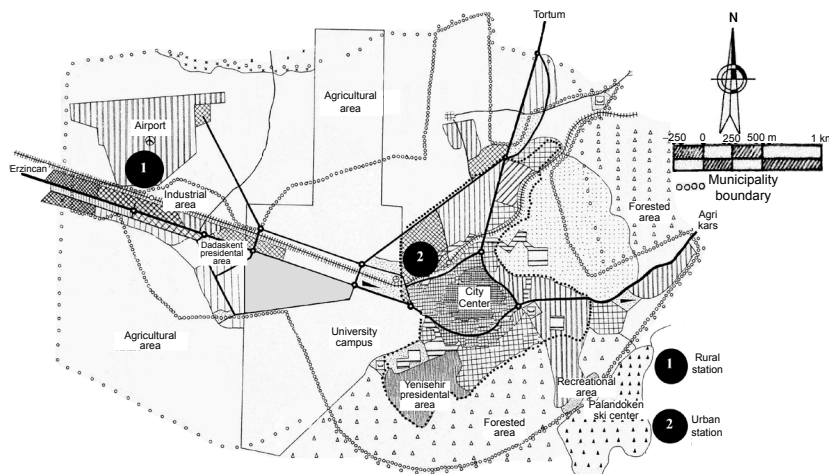 Tortum
N
Agricultural
area
Airport
1
-250 0 250 500 m 1 km
Municipality
boundary
Erzincan
Industrial
area
Forested
area
Agri
kars
Dadaskent
presidental
area
2
City
Center
Agricultural
area
University
campus
Yenisehir
presidental
area
Recreational
area
Palandoken
ski center
Forested
area
1 Rural
station
2 Urban
station